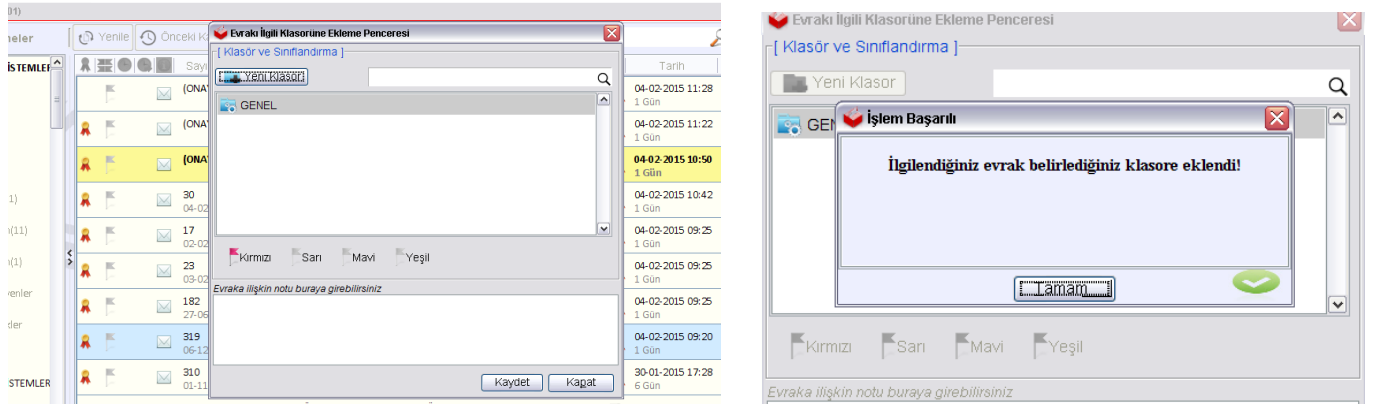 01)
neler
Yenile
Önceki K
İSTEMLER
Sayı
Tarih
(ONAY
04-02-2015 11:28
1 Gün
(ONAY
04-02-2015 11:22
1 Gün
(ONAY
04-02-2015 10:50
1 Gün
1)
30
04-02
04-02-2015 10:42
1 Gün
(11)
17
02-02
04-02-2015 09:25
1 Gün
(1)
23
03-02
04-02-2015 09:25
1 Gün
venler
182
27-06
04-02-2015 09:25
1 Gün
der
319
06-12
04-02-2015 09:20
1 Gün
STEMLER
310
01-11
30-01-2015 17:28
6 Gün
Evrakı İlgili Klasorüne Ekleme Penceresi
[ Klasör ve Sınıflandırma ]
Yeni Klasor
GENEL
Kırmızı Sarı Mavi Yeşil
Evraka ilişkin notu buraya girebilirsiniz
Kaydet Kapat
Evrakı İlgili Klasorüne Ekleme Penceresi
[ Klasör ve Sınıflandırma ]
Yeni Klasor
GEN
İşlem Başarılı
İlgilendiğiniz evrak belirlediğiniz klasore eklendi!
Tamam
Kırmızı Sarı Mavi Yeşil
Evraka ilişkin notu buraya girebilirsiniz